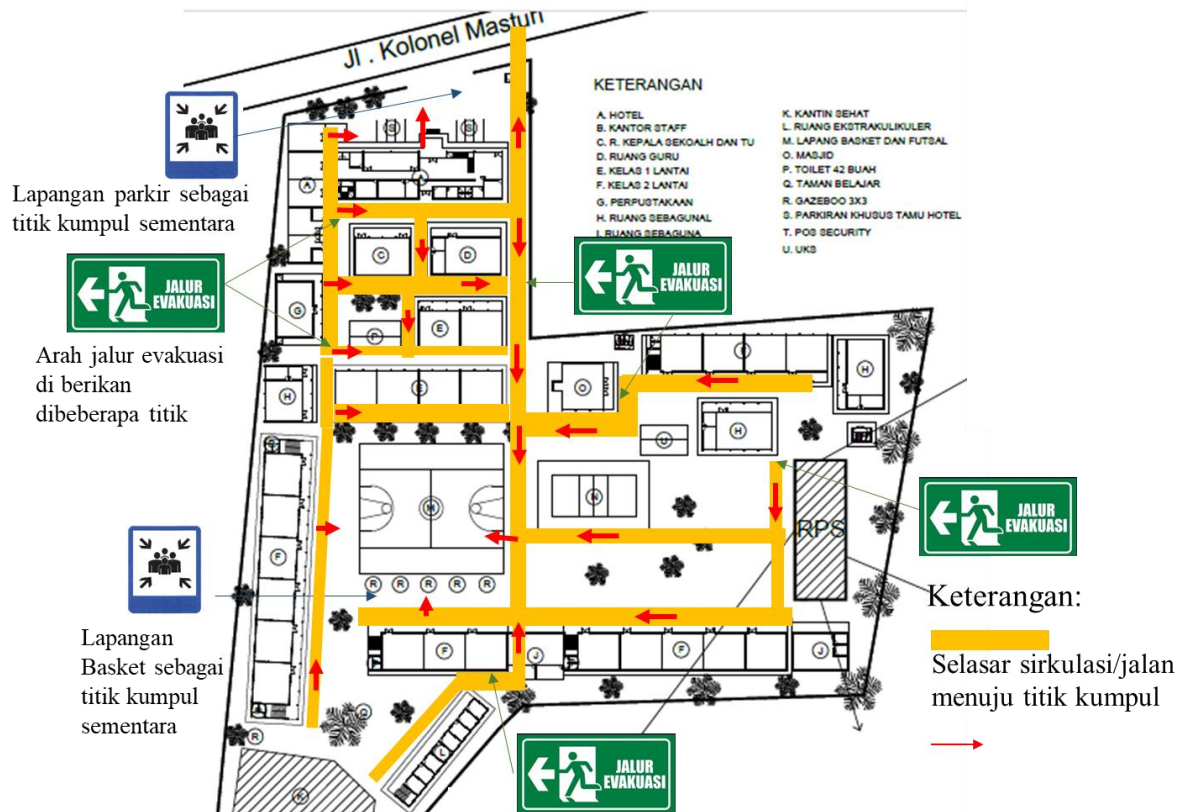 Jl . Kolonel Masturi
KETERANGAN
A. HOTEL
B. KANTOR STAFF
C. R. KEPALA SEKOALH DAN TU
D. RUANG GURU
E. KELAS 1 LANTAI
F. KELAS 2 LANTAI
G. PERPUSTAKAAN
H. RUANG SEBAGUNAL
I. RUANG SEBAGUNA
K. KANTIN SEHAT
L. RUANG EKSTRAKULIKULER
M. LAPANG BASKET DAN FUTSAL
O. MASJID
P. TOILET 42 BUAH
Q. TAMAN BELAJAR
R. GAZEBOO 3X3
S. PARKIRAN KHUSUS TAMU HOTEL
T. POS SECURITY
U. UKS
Lapangan parkir sebagai
titik kumpul sementara
JALUR
EVAKUASI
Arah jalur evakuasi
di berikan
dibeberapa titik
JALUR
EVAKUASI
JALUR
EVAKUASI
JALUR
EVAKUASI
Lapangan
Basket sebagai
titik kumpul
sementara
Keterangan:
Selasar sirkulasi/jalan
menuju titik kumpul
S
S
A
A
C
D
G
P
E
E
H
O
F
H
H
U
M
N
RPS
F
R
R
R
R
R
F
J
F
J
Q
R
K